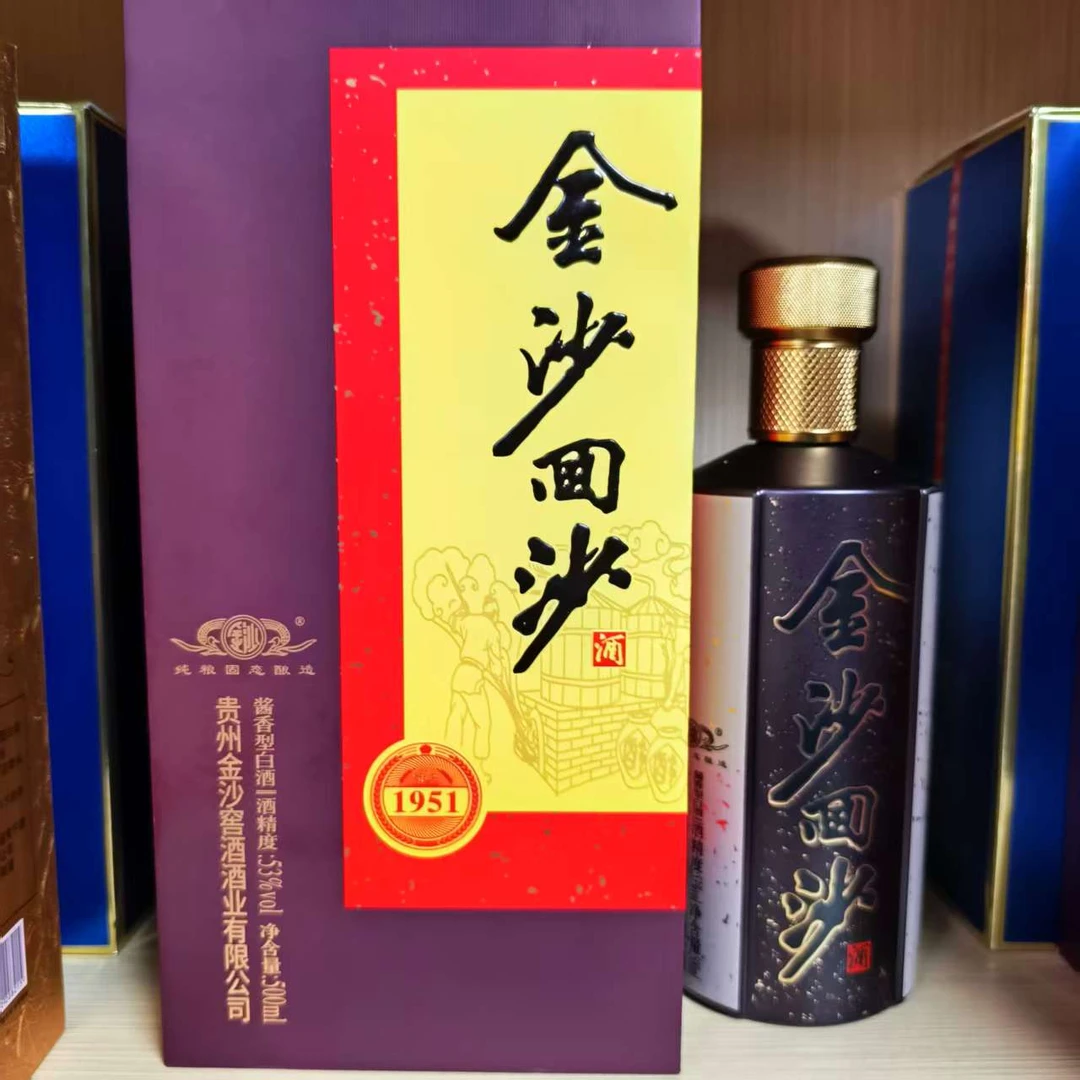 金沙回沙
酒
1951
金沙
®
纯粮固态酿造
酱香型白酒 酒精度:53%vol 净含量:500ml
贵州金沙窖酒酒业有限公司
金沙回沙
酒